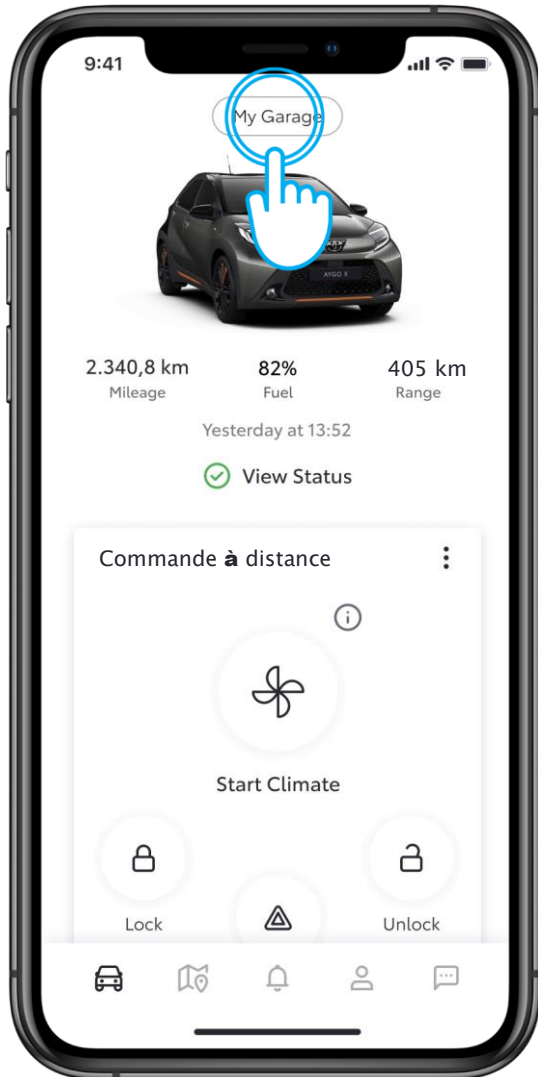 9:41
My Garage
AYGO X
2.340,8 km 82% 405 km
Mileage Fuel Range
Yesterday at 13:52
View Status
Commande à distance
Start Climate
Lock Unlock